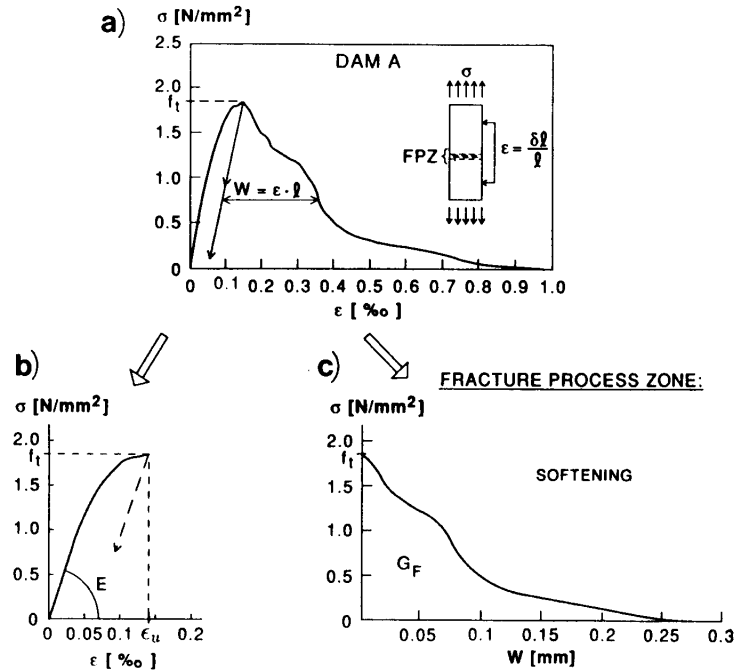 a)
σ [N/mm²]
DAM A
2.5
2.0
f_t
1.5
1.0
0.5
0
W = ε · ℓ
σ
FPZ {
ε = δℓ/ℓ
0 0.1 0.2 0.3 0.4 0.5 0.6 0.7 0.8 0.9 1.0
ε [ ‰ ]
b)
σ [N/mm²]
2.0
f_t
1.5
1.0
0.5
0
E
0 0.05 0.1 ε_u 0.2
ε [ ‰ ]
c)
FRACTURE PROCESS ZONE:
σ [N/mm²]
2.0
f_t
1.5
1.0
0.5
0
SOFTENING
G_F
0.05 0.1 0.2 0.3
W [mm]